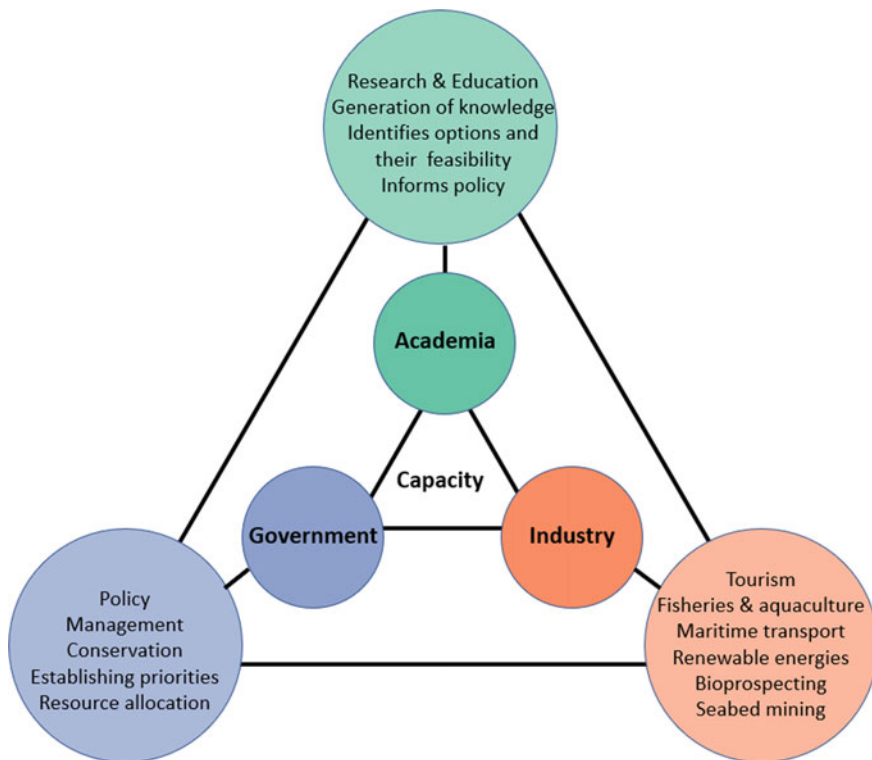 Research & Education
Generation of knowledge
Identifies options and
their feasibility
Informs policy
Academia
Capacity
Government
Industry
Policy
Management
Conservation
Establishing priorities
Resource allocation
Tourism
Fisheries & aquaculture
Maritime transport
Renewable energies
Bioprospecting
Seabed mining